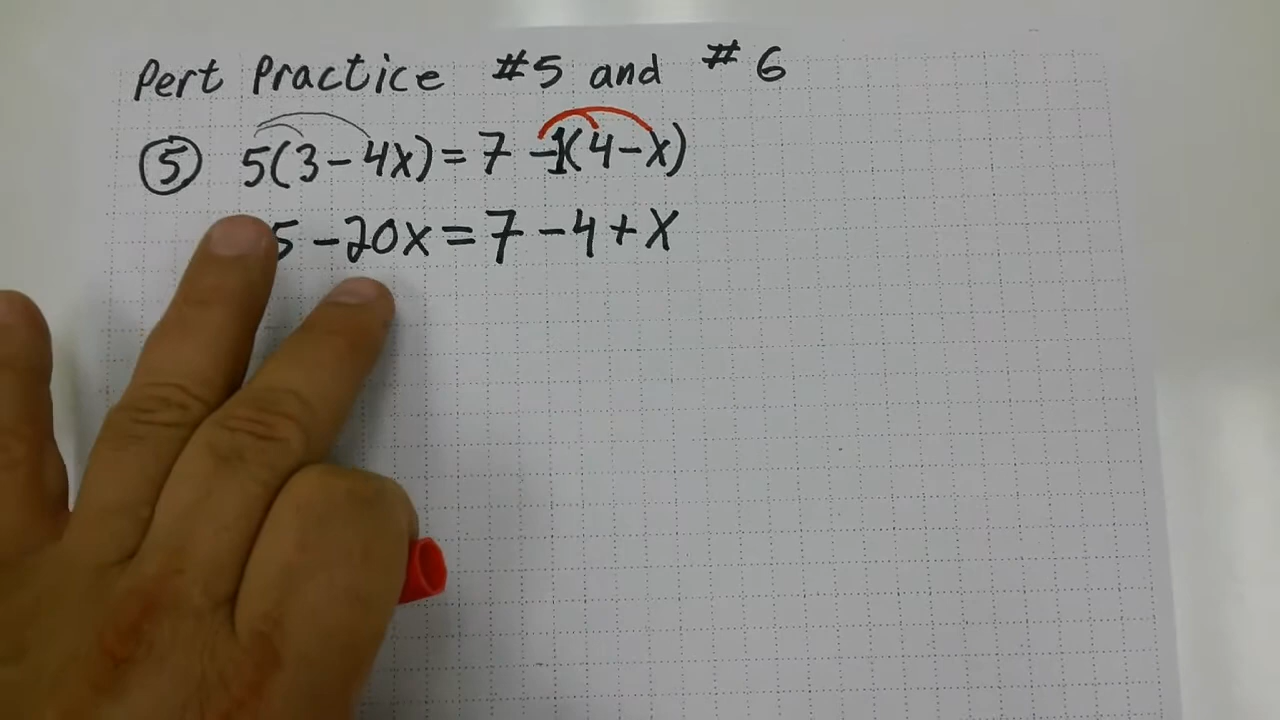 Pert Practice #5 and #6
5 5(3-4x) = 7 -1(4-x)
5 - 20x = 7 - 4 + x